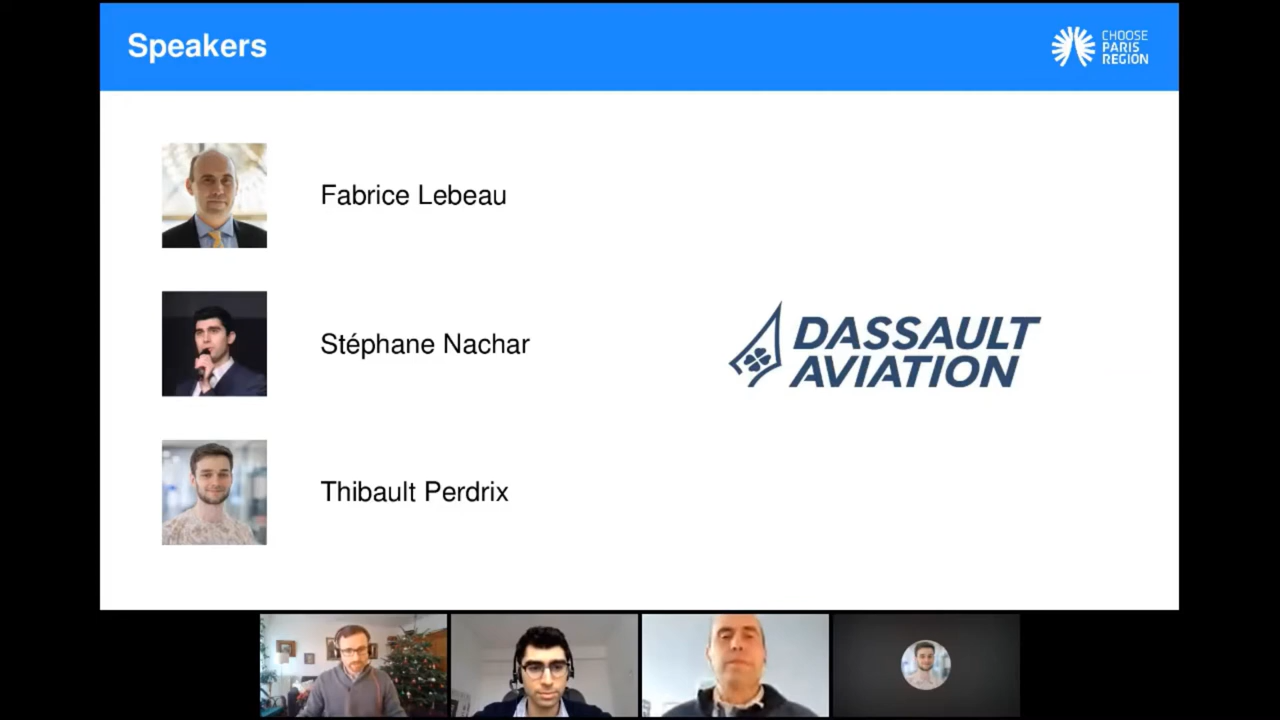 Speakers
CHOOSE
PARIS
REGION
Fabrice Lebeau
Stéphane Nachar
DASSAULT
AVIATION
Thibault Perdrix